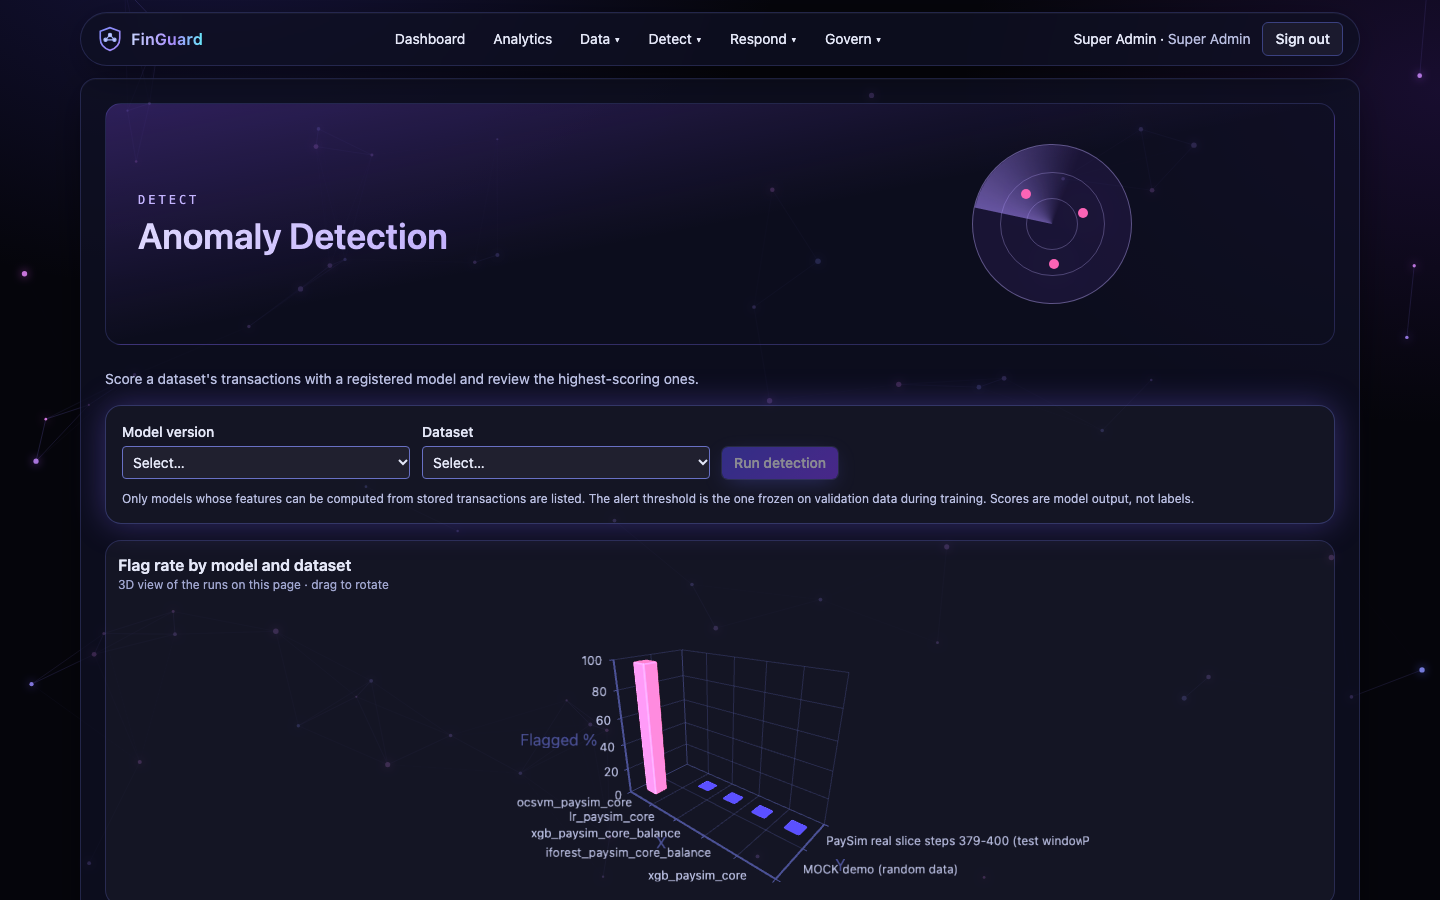 FinGuard
Dashboard
Analytics
Data ▾
Detect ▾
Respond ▾
Govern ▾
Super Admin · Super Admin
Sign out
DETECT
Anomaly Detection
Score a dataset's transactions with a registered model and review the highest-scoring ones.
Model version
Dataset
Select...
Select...
Run detection
Only models whose features can be computed from stored transactions are listed. The alert threshold is the one frozen on validation data during training. Scores are model output, not labels.
Flag rate by model and dataset
3D view of the runs on this page · drag to rotate
100
80
60
Flagged %
40
20
0
ocsvm_paysim_core
lr_paysim_core
xgb_paysim_core_balance
X
iforest_paysim_core_balance
xgb_paysim_core
PaySim real slice steps 379-400 (test windowP
Y
MOCK demo (random data)